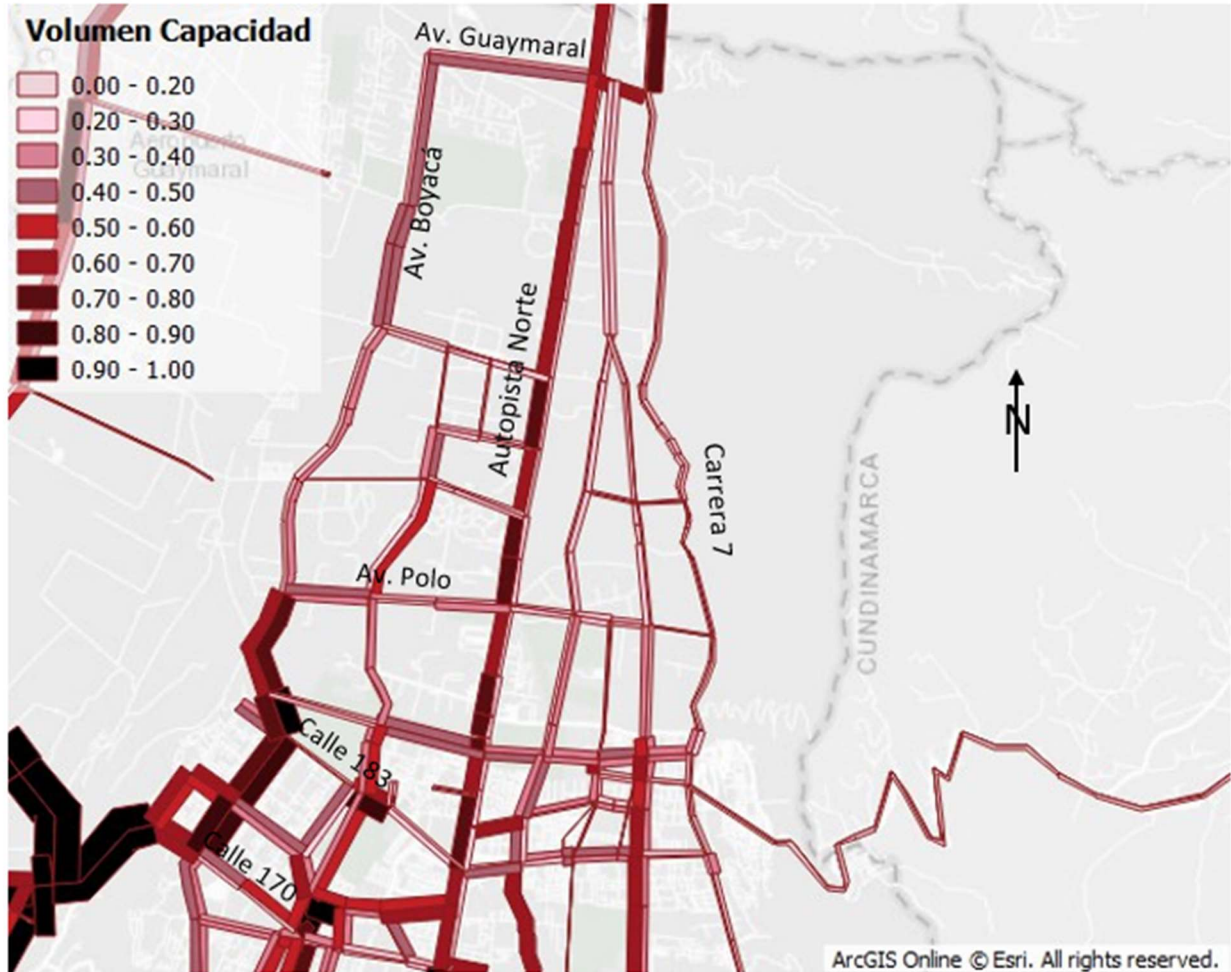 Volumen Capacidad
0.00 - 0.20
0.20 - 0.30
0.30 - 0.40
0.40 - 0.50
0.50 - 0.60
0.60 - 0.70
0.70 - 0.80
0.80 - 0.90
0.90 - 1.00
Guaymaral
Av. Guaymaral
Av. Boyacá
Autopista Norte
Carrera 7
N
CUNDINAMARCA
Av. Polo
Calle 183
Calle 170
ArcGIS Online © Esri. All rights reserved.